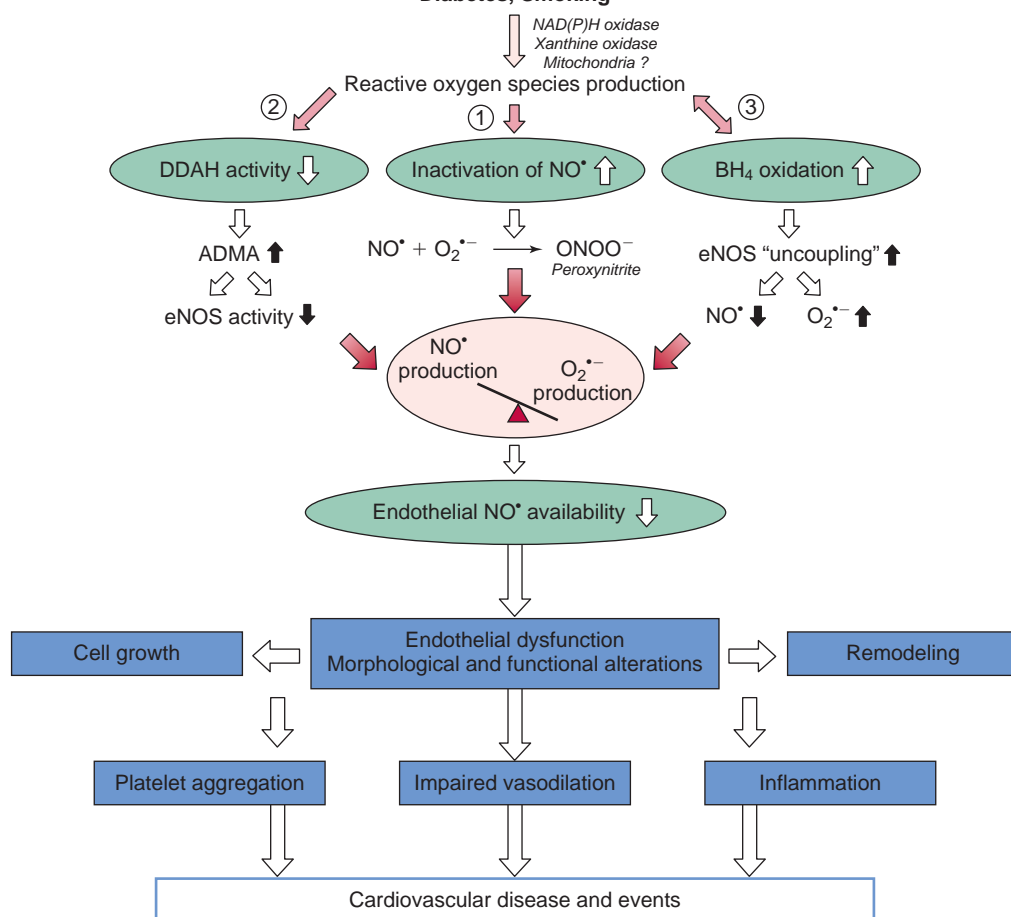 NAD(P)H oxidase
Xanthine oxidase
Mitochondria ?
Reactive oxygen species production
② ① ③
DDAH activity
Inactivation of NO•
BH₄ oxidation
ADMA
NO• + O₂•− ⟶ ONOO−
Peroxynitrite
eNOS “uncoupling”
eNOS activity
NO•
O₂•−
NO•
production
O₂•−
production
Endothelial NO• availability
Cell growth
Endothelial dysfunction
Morphological and functional alterations
Remodeling
Platelet aggregation
Impaired vasodilation
Inflammation
Cardiovascular disease and events